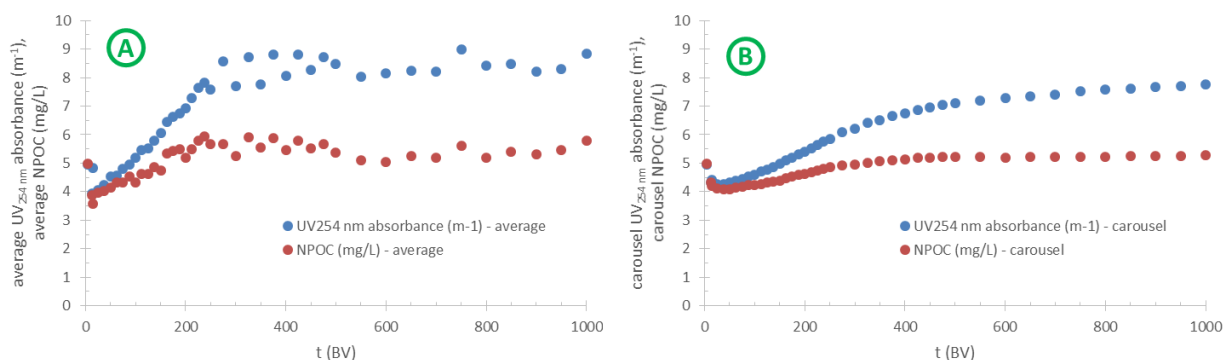 A
average UV254 nm absorbance (m-1),
average NPOC (mg/L)
10
9
8
7
6
5
4
3
2
1
0
UV254 nm absorbance (m-1) - average
NPOC (mg/L) - average
0 200 400 600 800 1000
t (BV)
B
carousel UV254 nm absorbance (m-1),
carousel NPOC (mg/L)
10
9
8
7
6
5
4
3
2
1
0
UV254 nm absorbance (m-1) - carousel
NPOC (mg/L) - carousel
0 200 400 600 800 1000
t (BV)